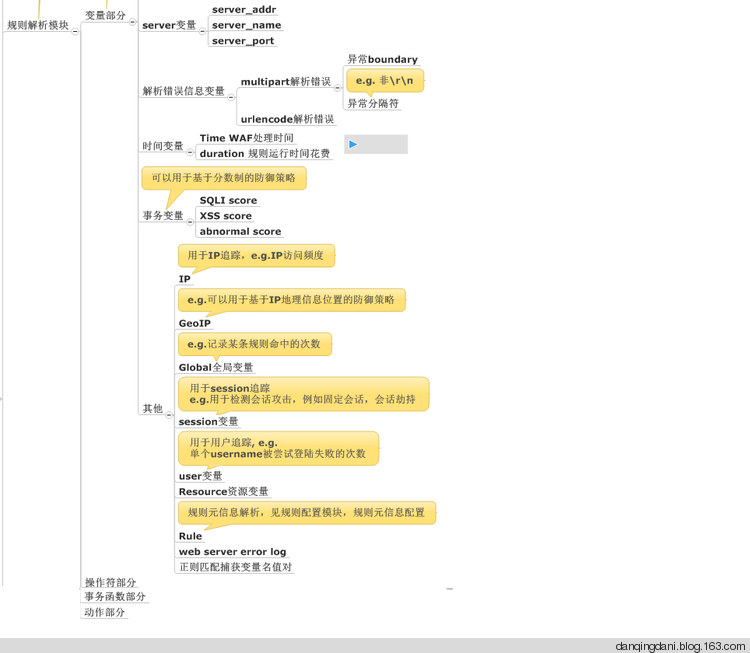 规则解析模块
变量部分
server变量
server_addr
server_name
server_port
解析错误信息变量
multipart解析错误
异常boundary
e.g. 非\r\n
异常分隔符
urlencode解析错误
时间变量
Time WAF处理时间
duration 规则运行时间花费
可以用于基于分数制的防御策略
事务变量
SQLI score
XSS score
abnormal score
其他
用于IP追踪，e.g.IP访问频度
IP
e.g.可以用于基于IP地理信息位置的防御策略
GeoIP
e.g.记录某条规则命中的次数
Global全局变量
用于session追踪
e.g.用于检测会话攻击，例如固定会话，会话劫持
session变量
用于用户追踪, e.g.
单个username被尝试登陆失败的次数
user变量
Resource资源变量
规则元信息解析，见规则配置模块，规则元信息配置
Rule
web server error log
正则匹配捕获变量名值对
操作符部分
事务函数部分
动作部分
danqingdani.blog.163.com